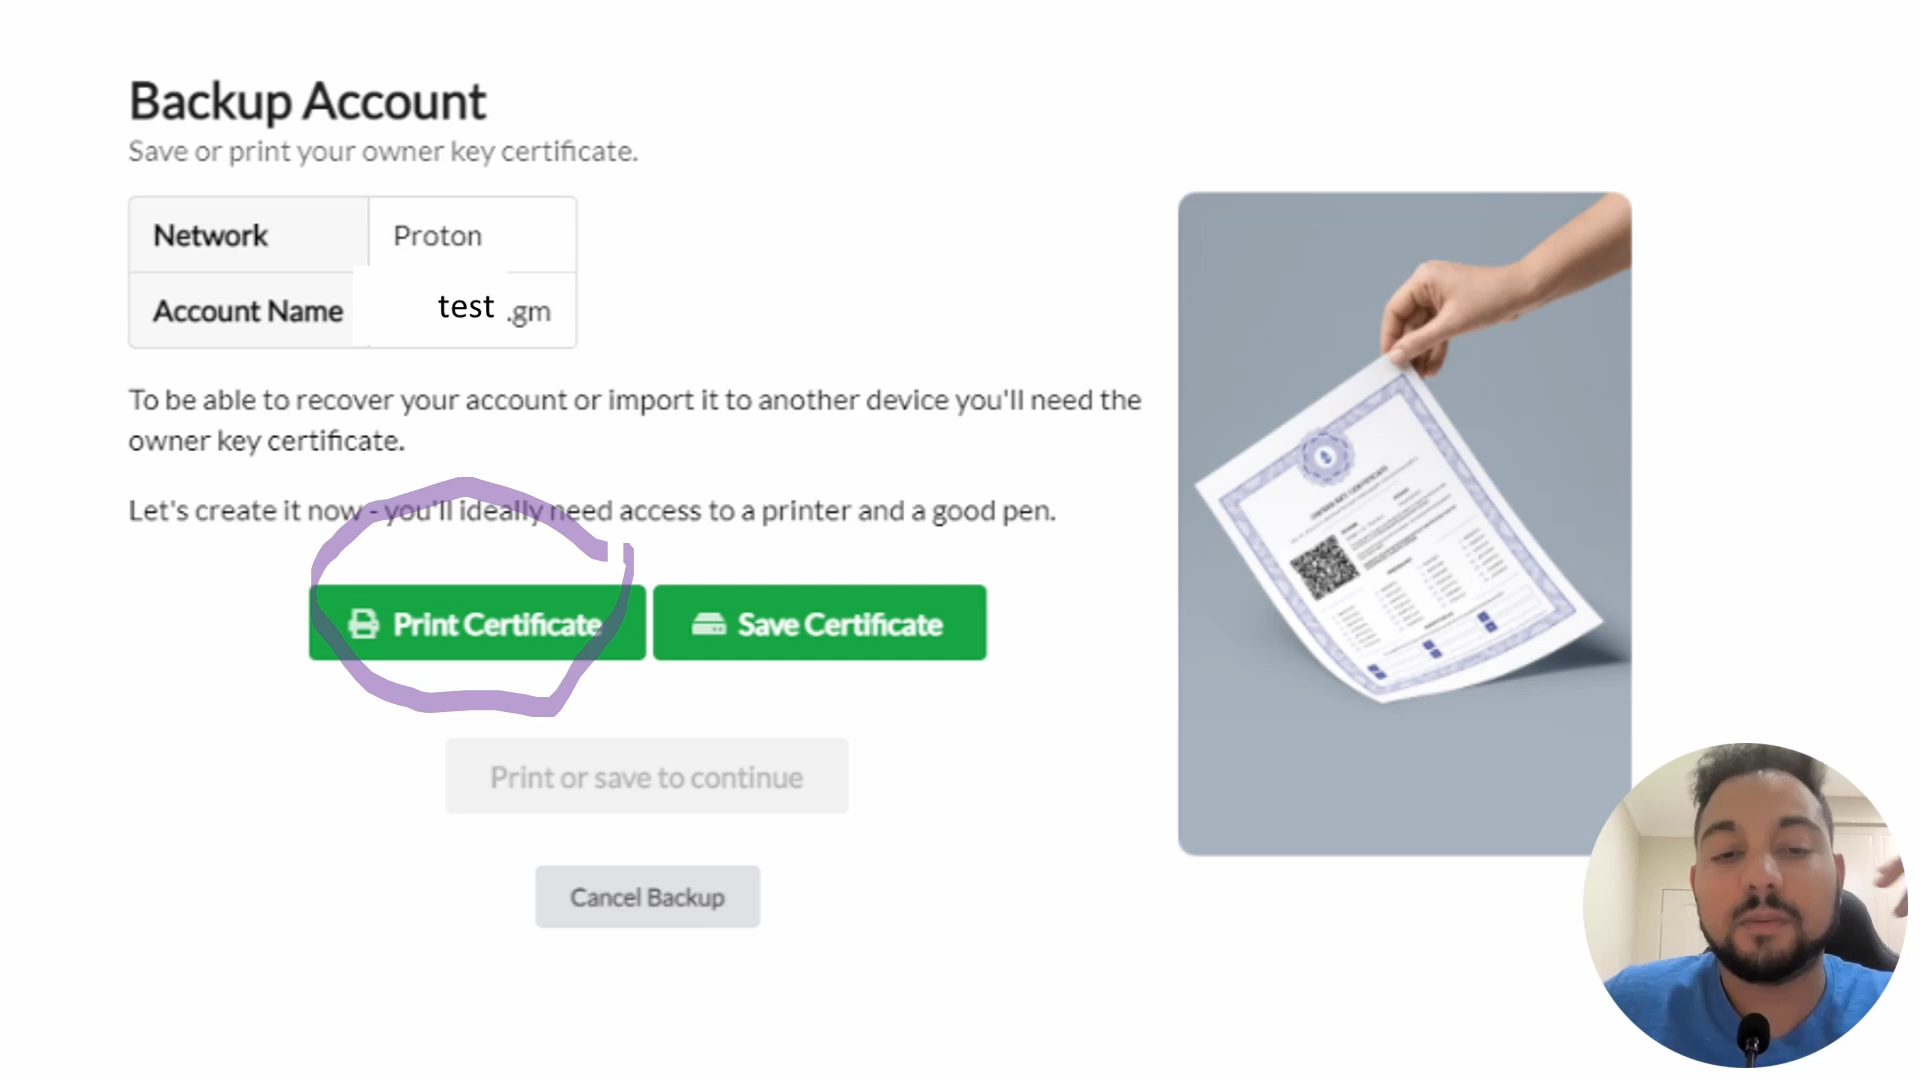 Backup Account
Save or print your owner key certificate.
Network Proton
Account Name test .gm
To be able to recover your account or import it to another device you'll need the
owner key certificate.
Let's create it now - you'll ideally need access to a printer and a good pen.
Print Certificate Save Certificate
Print or save to continue
Cancel Backup
OWNER KEY CERTIFICATE